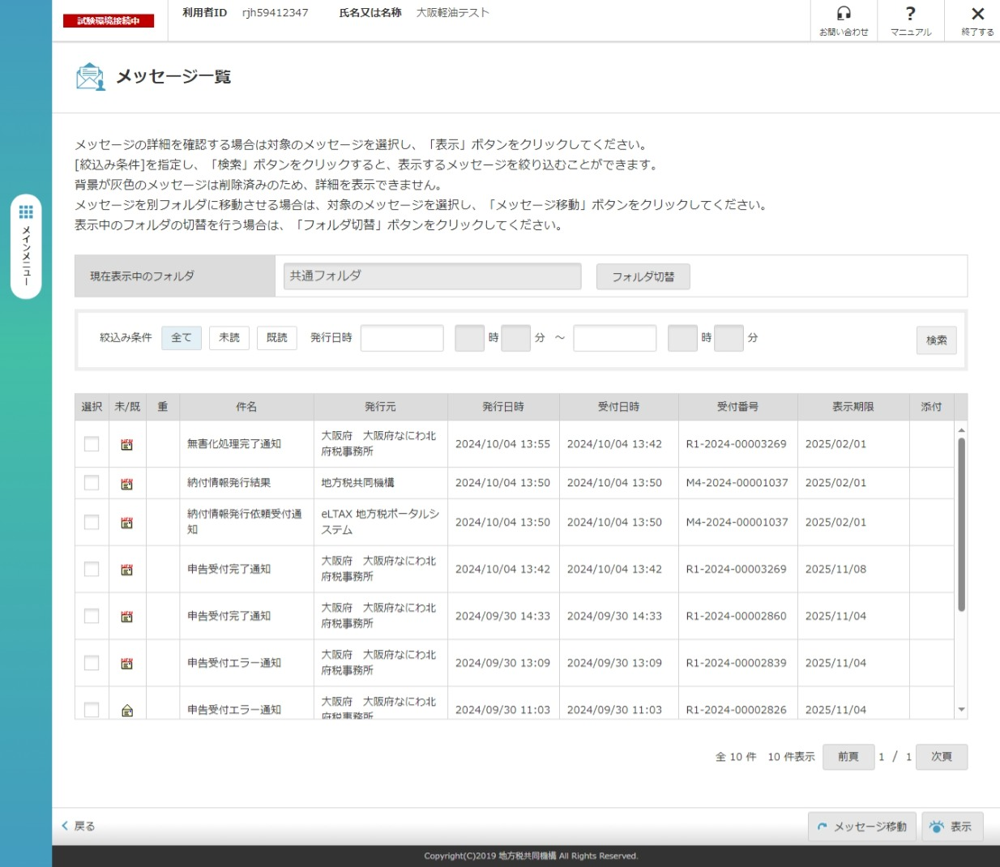 試験環境接続中
利用者ID rjh59412347 氏名又は名称 大阪軽油テスト
お問い合わせ
?
マニュアル
終了する
メインメニュー
メッセージ一覧
メッセージの詳細を確認する場合は対象のメッセージを選択し、「表示」ボタンをクリックしてください。
[絞込み条件]を指定し、「検索」ボタンをクリックすると、表示するメッセージを絞り込むことができます。
背景が灰色のメッセージは削除済みのため、詳細を表示できません。
メッセージを別フォルダに移動させる場合は、対象のメッセージを選択し、「メッセージ移動」ボタンをクリックしてください。
表示中のフォルダの切替を行う場合は、「フォルダ切替」ボタンをクリックしてください。
現在表示中のフォルダ 共通フォルダ フォルダ切替
絞込み条件 全て 未読 既読 発行日時 時 分 ～ 時 分 検索
選択 未/既 重 件名 発行元 発行日時 受付日時 受付番号 表示期限 添付
無害化処理完了通知 大阪府 大阪府なにわ北 2024/10/04 13:55 2024/10/04 13:42 R1-2024-00003269 2025/02/01
府税事務所
納付情報発行結果 地方税共同機構 2024/10/04 13:50 2024/10/04 13:50 M4-2024-00001037 2025/02/01
納付情報発行依頼受付通 eLTAX 地方税ポータルシ 2024/10/04 13:50 2024/10/04 13:50 M4-2024-00001037 2025/02/01
知 ステム
申告受付完了通知 大阪府 大阪府なにわ北 2024/10/04 13:42 2024/10/04 13:42 R1-2024-00003269 2025/11/08
府税事務所
申告受付完了通知 大阪府 大阪府なにわ北 2024/09/30 14:33 2024/09/30 14:33 R1-2024-00002860 2025/11/04
府税事務所
申告受付エラー通知 大阪府 大阪府なにわ北 2024/09/30 13:09 2024/09/30 13:09 R1-2024-00002839 2025/11/04
府税事務所
申告受付エラー通知 大阪府 大阪府なにわ北 2024/09/30 11:03 2024/09/30 11:03 R1-2024-00002826 2025/11/04
府税事務所
全 10 件 10 件表示 前頁 1 / 1 次頁
戻る メッセージ移動 表示
Copyright(C)2019 地方税共同機構 All Rights Reserved.